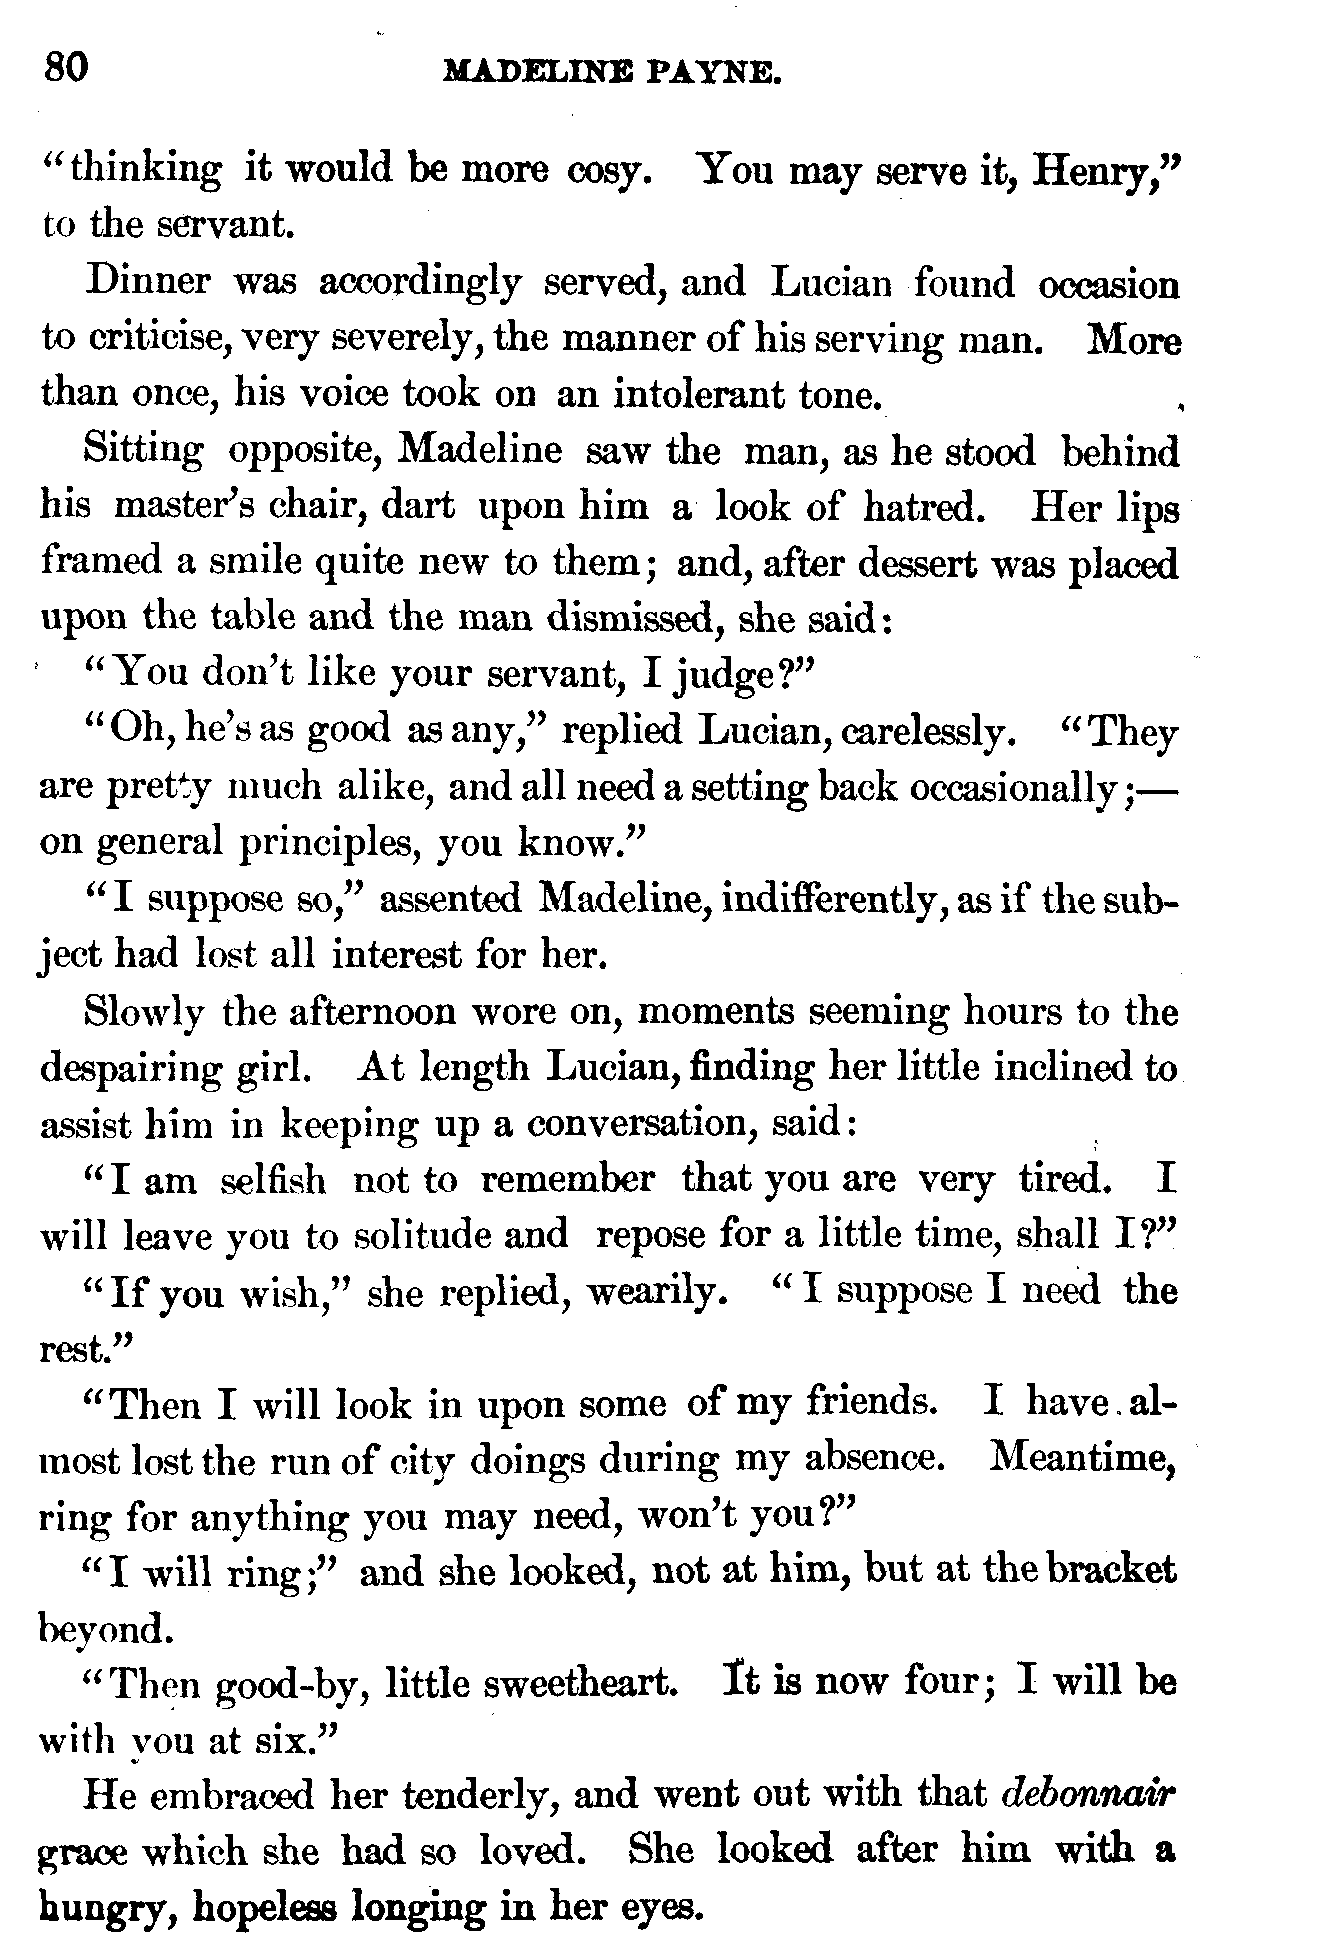 80 MADELINE PAYNE.
“thinking it would be more cosy. You may serve it, Henry,”
to the servant.
Dinner was accordingly served, and Lucian found occasion
to criticise, very severely, the manner of his serving man. More
than once, his voice took on an intolerant tone.
Sitting opposite, Madeline saw the man, as he stood behind
his master’s chair, dart upon him a look of hatred. Her lips
framed a smile quite new to them; and, after dessert was placed
upon the table and the man dismissed, she said:
“You don’t like your servant, I judge?”
“Oh, he’s as good as any,” replied Lucian, carelessly. “They
are pretty much alike, and all need a setting back occasionally;—
on general principles, you know.”
“I suppose so,” assented Madeline, indifferently, as if the sub-
ject had lost all interest for her.
Slowly the afternoon wore on, moments seeming hours to the
despairing girl. At length Lucian, finding her little inclined to
assist him in keeping up a conversation, said:
“I am selfish not to remember that you are very tired. I
will leave you to solitude and repose for a little time, shall I?”
“If you wish,” she replied, wearily. “I suppose I need the
rest.”
“Then I will look in upon some of my friends. I have al-
most lost the run of city doings during my absence. Meantime,
ring for anything you may need, won’t you?”
“I will ring;” and she looked, not at him, but at the bracket
beyond.
“Then good-by, little sweetheart. It is now four; I will be
with you at six.”
He embraced her tenderly, and went out with that debonnair
grace which she had so loved. She looked after him with a
hungry, hopeless longing in her eyes.